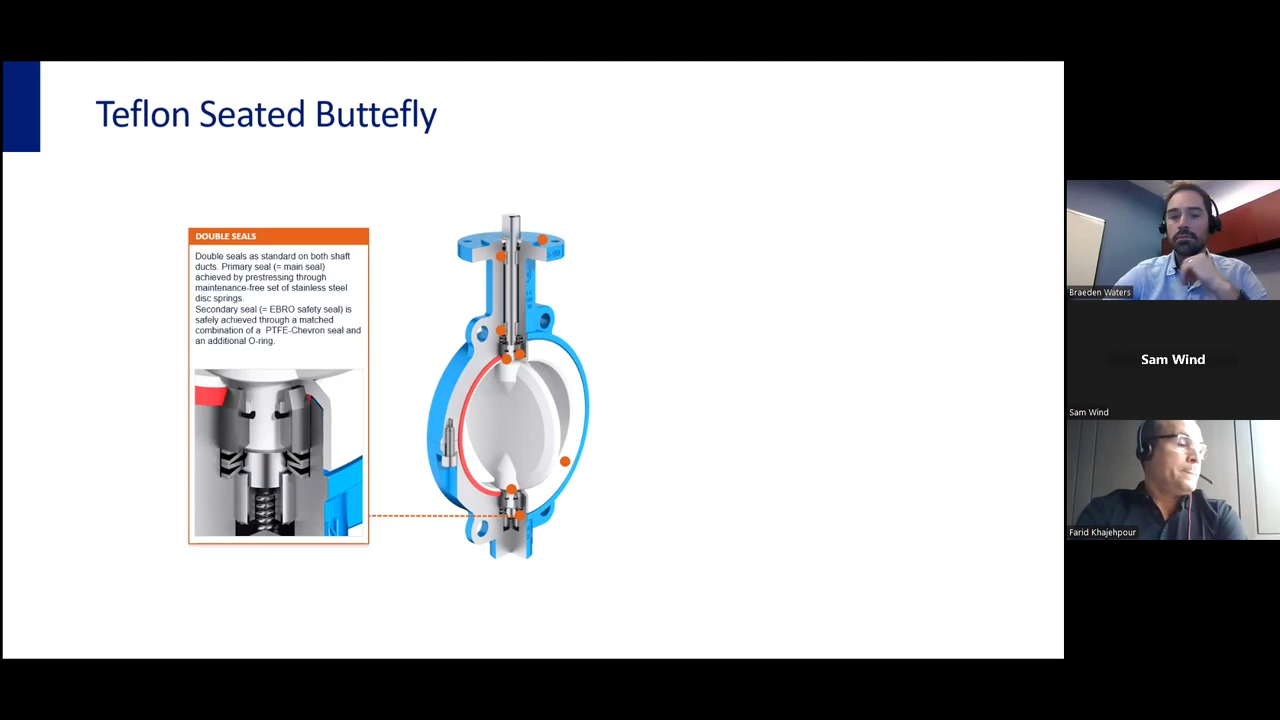 Teflon Seated Buttefly
DOUBLE SEALS
Double seals as standard on both shaft
ducts. Primary seal (= main seal)
achieved by prestressing through
maintenance-free set of stainless steel
disc springs.
Secondary seal (= EBRO safety seal) is
safely achieved through a matched
combination of a PTFE-Chevron seal and
an additional O-ring.
Braeden Waters
Sam Wind
Sam Wind
Farid Khajehpour